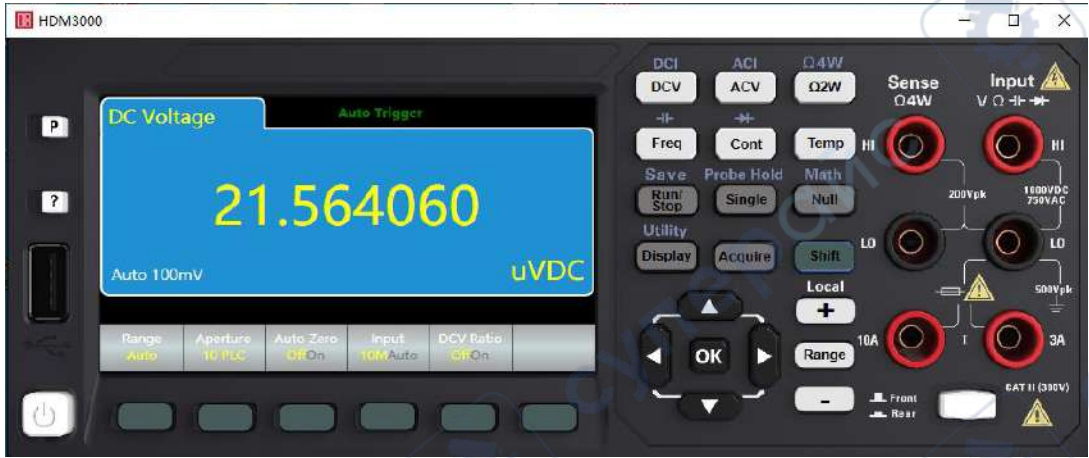 HDM3000
DC Voltage
Auto Trigger
21.564060
Auto 100mV
uVDC
Range
Auto
Aperture
10 PLC
Auto Zero
OffOn
Input
10MAuto
DCV Ratio
OffOn
P
?
DCI
DCV
ACI
ACV
Ω4W
Ω2W
Freq
Cont
Temp
Save
Run/
Stop
Probe Hold
Single
Math
Null
Utility
Display
Acquire
Shift
Local
+
OK
Range
-
Sense
Ω4W
Input
V Ω
HI
HI
200Vpk
1000VDC
750VAC
LO
LO
500Vpk
10A
I
3A
Front
Rear
CAT II (300V)